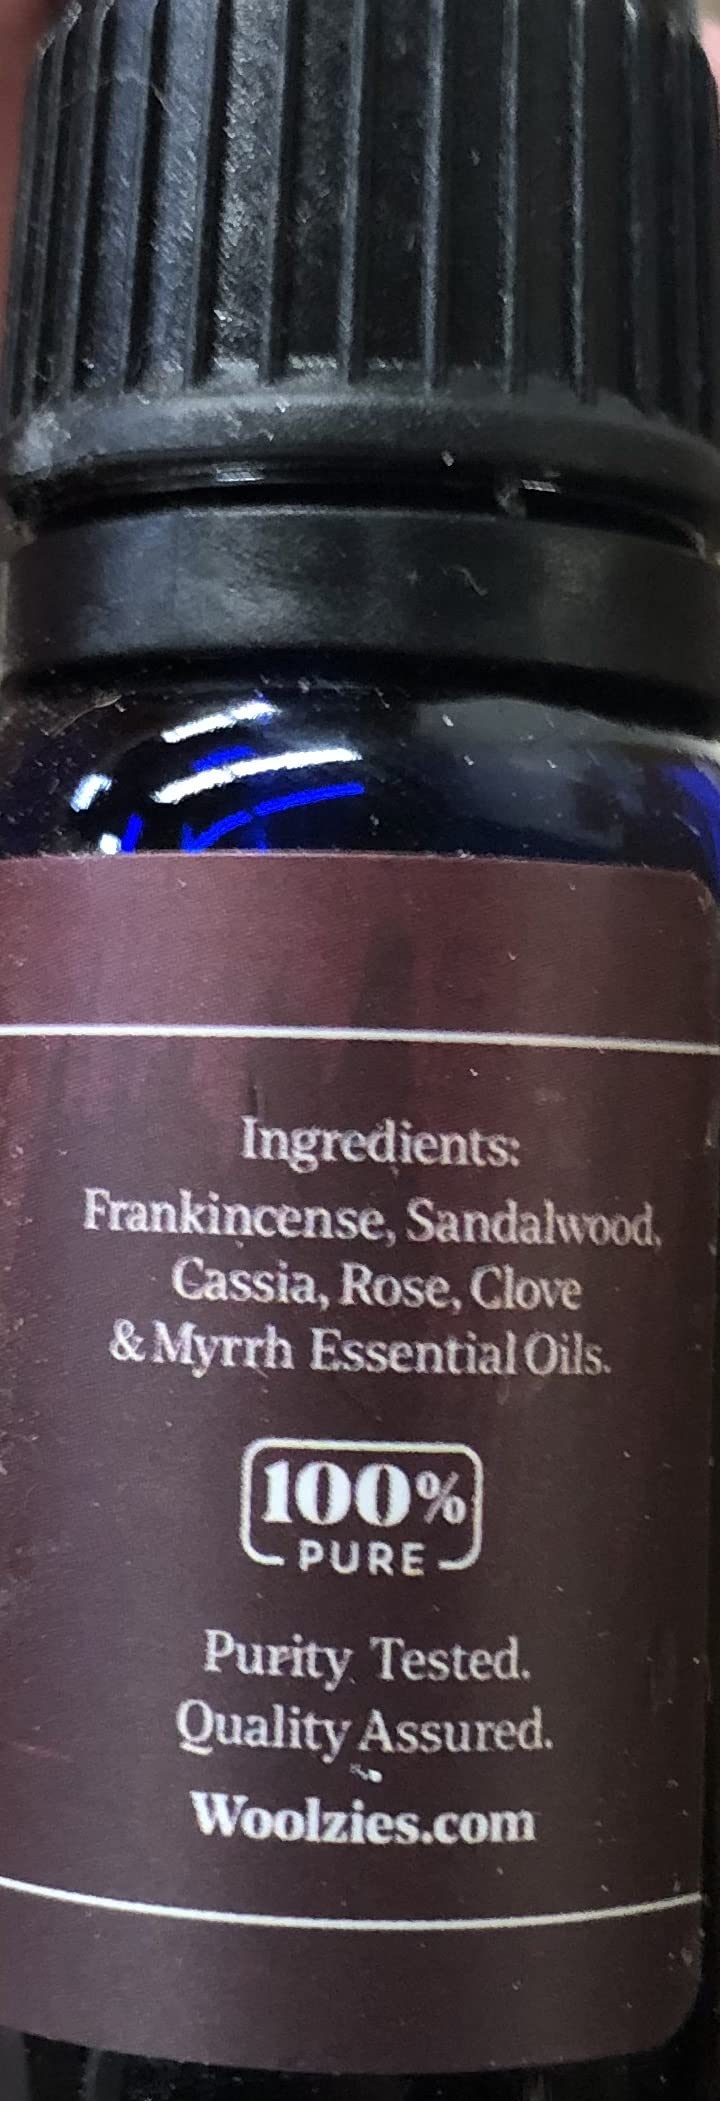 Ingredients:
Frankincense, Sandalwood,
Cassia, Rose, Clove
& Myrrh Essential Oils.
100%
PURE
Purity Tested.
Quality Assured.
Woolzies.com